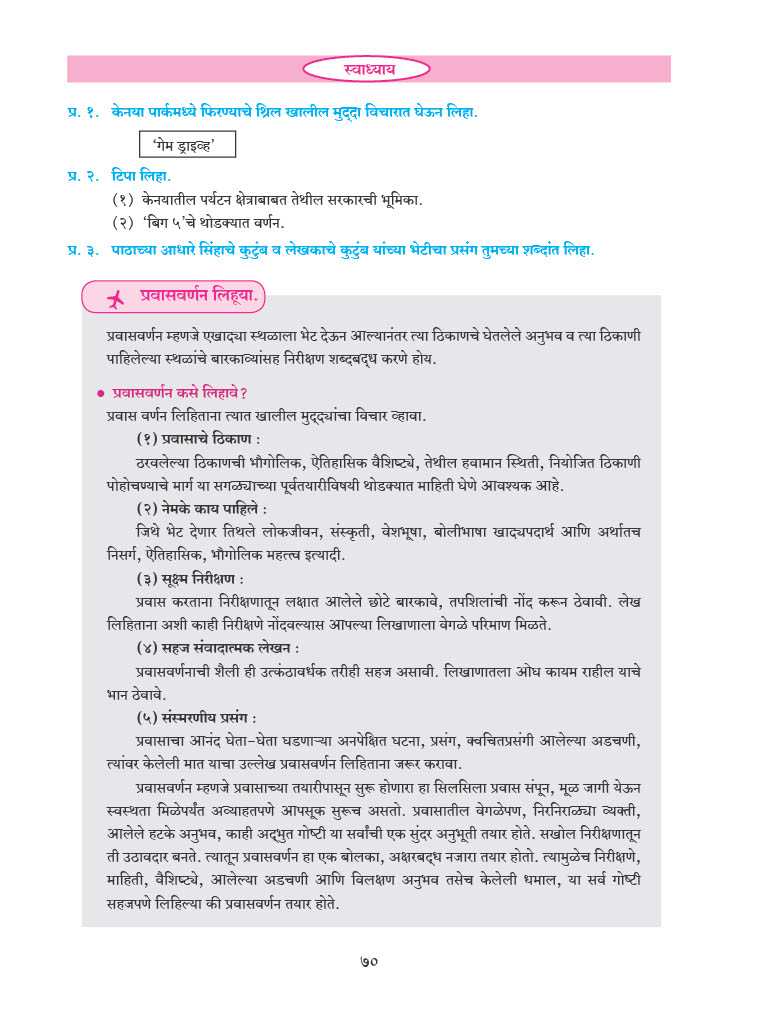 स्वाध्याय
प्र. १. केनया पार्कमध्ये फिरण्याचे थ्रिल खालील मुद्‌दा विचारात घेऊन लिहा.
‘गेम ड्राइव्ह’
प्र. २. टिपा लिहा.
(१) केनयातील पर्यटन क्षेत्राबाबत तेथील सरकारची भूमिका.
(२) ‘बिग ५’चे थोडक्यात वर्णन.
प्र. ३. पाठाच्या आधारे सिंहाचे कुटुंब व लेखकाचे कुटुंब यांच्या भेटीचा प्रसंग तुमच्या शब्दांत लिहा.
प्रवासवर्णन लिहूया.
प्रवासवर्णन म्हणजे एखाद्या स्थळाला भेट देऊन आल्यानंतर त्या ठिकाणचे घेतलेले अनुभव व त्या ठिकाणी
पाहिलेल्या स्थळांचे बारकाव्यांसह निरीक्षण शब्दबद्ध करणे होय.
● प्रवासवर्णन कसे लिहावे?
प्रवास वर्णन लिहिताना त्यात खालील मुद्‌द्यांचा विचार व्हावा.
(१) प्रवासाचे ठिकाण :
ठरवलेल्या ठिकाणची भौगोलिक, ऐतिहासिक वैशिष्ट्ये, तेथील हवामान स्थिती, नियोजित ठिकाणी
पोहोचण्याचे मार्ग या सगळ्याच्या पूर्वतयारीविषयी थोडक्यात माहिती घेणे आवश्यक आहे.
(२) नेमके काय पाहिले :
जिथे भेट देणार तिथले लोकजीवन, संस्कृती, वेशभूषा, बोलीभाषा खाद्यपदार्थ आणि अर्थातच
निसर्ग, ऐतिहासिक, भौगोलिक महत्त्व इत्यादी.
(३) सूक्ष्म निरीक्षण :
प्रवास करताना निरीक्षणातून लक्षात आलेले छोटे बारकावे, तपशिलांची नोंद करून ठेवावी. लेख
लिहिताना अशी काही निरीक्षणे नोंदवल्यास आपल्या लिखाणाला वेगळे परिमाण मिळते.
(४) सहज संवादात्मक लेखन :
प्रवासवर्णनाची शैली ही उत्कंठावर्धक तरीही सहज असावी. लिखाणातला ओघ कायम राहील याचे
भान ठेवावे.
(५) संस्मरणीय प्रसंग :
प्रवासाचा आनंद घेता-घेता घडणाऱ्या अनपेक्षित घटना, प्रसंग, क्वचितप्रसंगी आलेल्या अडचणी,
त्यांवर केलेली मात याचा उल्लेख प्रवासवर्णन लिहिताना जरूर करावा.
प्रवासवर्णन म्हणजे प्रवासाच्या तयारीपासून सुरू होणारा हा सिलसिला प्रवास संपून, मूळ जागी येऊन
स्वस्थता मिळेपर्यंत अव्याहतपणे आपसूक सुरूच असतो. प्रवासातील वेगळेपण, निरनिराळ्या व्यक्ती,
आलेले हटके अनुभव, काही अद्‌भुत गोष्टी या सर्वांची एक सुंदर अनुभूती तयार होते. सखोल निरीक्षणातून
ती उठावदार बनते. त्यातून प्रवासवर्णन हा एक बोलका, अक्षरबद्ध नजारा तयार होतो. त्यामुळेच निरीक्षणे,
माहिती, वैशिष्ट्ये, आलेल्या अडचणी आणि विलक्षण अनुभव तसेच केलेली धमाल, या सर्व गोष्टी
सहजपणे लिहिल्या की प्रवासवर्णन तयार होते.
७०